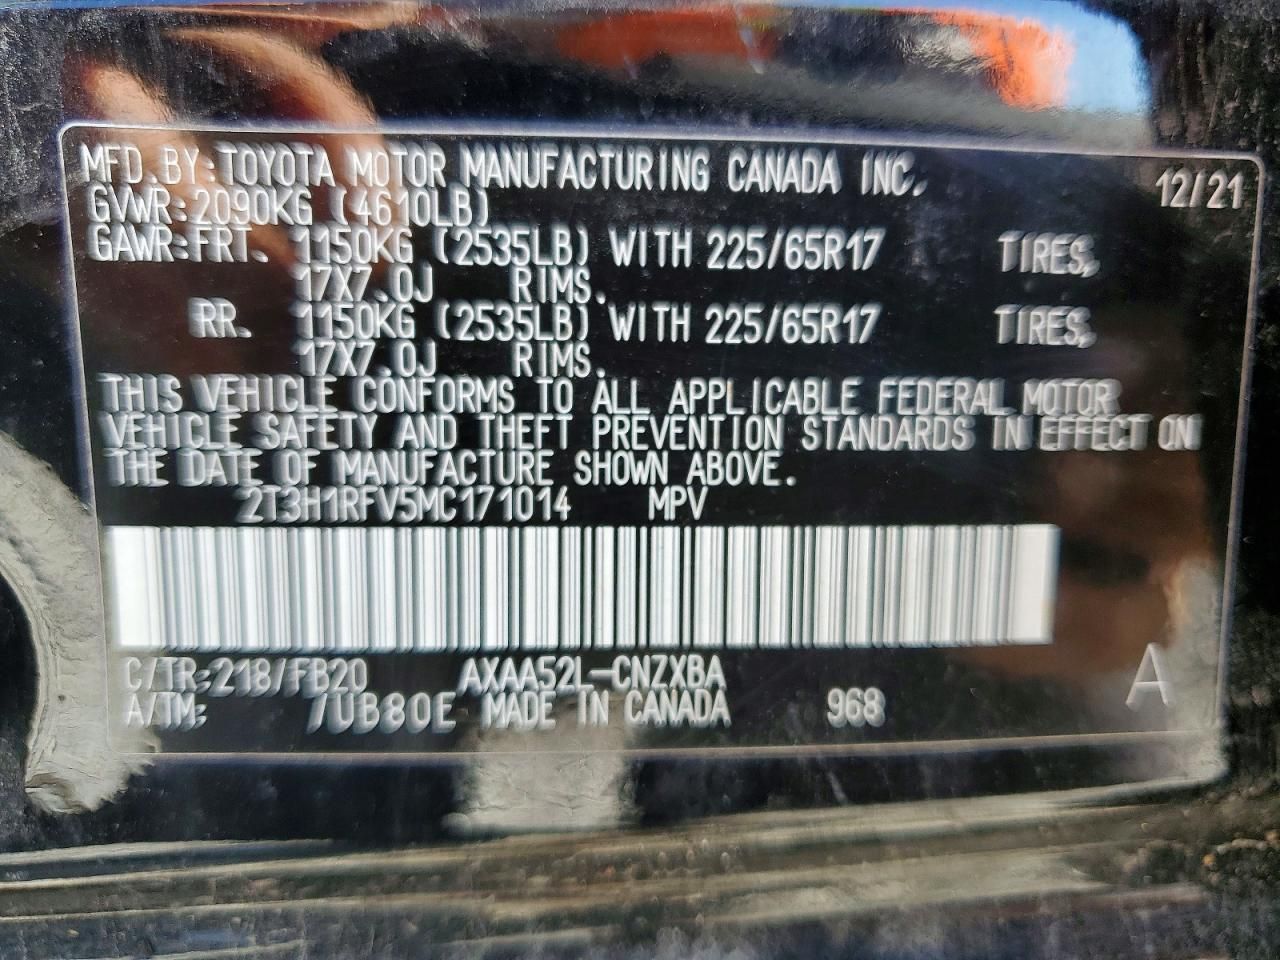 MFD.BY:TOYOTA MOTOR MANUFACTURING CANADA INC. 12/21
GVWR:2090KG (4610LB)
GAWR:FRT. 1150KG (2535LB) WITH 225/65R17 TIRES,
17X7.0J RIMS.
RR. 1150KG (2535LB) WITH 225/65R17 TIRES,
17X7.0J RIMS.
THIS VEHICLE CONFORMS TO ALL APPLICABLE FEDERAL MOTOR
VEHICLE SAFETY AND THEFT PREVENTION STANDARDS IN EFFECT ON
THE DATE OF MANUFACTURE SHOWN ABOVE.
2T3H1RFV5MC171014 MPV
C/TR:218/FB20 AXAA52L-CNZXBA A
A/TM: /UB80E MADE IN CANADA 968